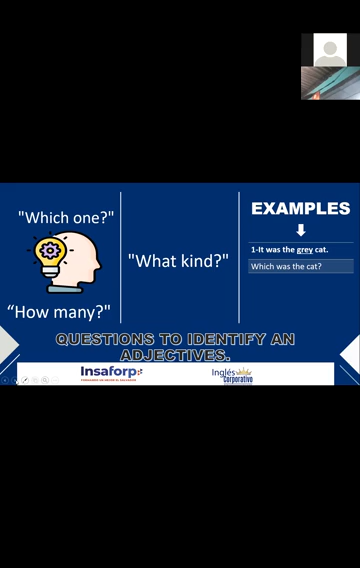 "Which one?"
"How many?"
"What kind?"
EXAMPLES
1-It was the grey cat.
Which was the cat?
QUESTIONS TO IDENTIFY AN
ADJECTIVES.
Insaforp
Inglés
Corporativo